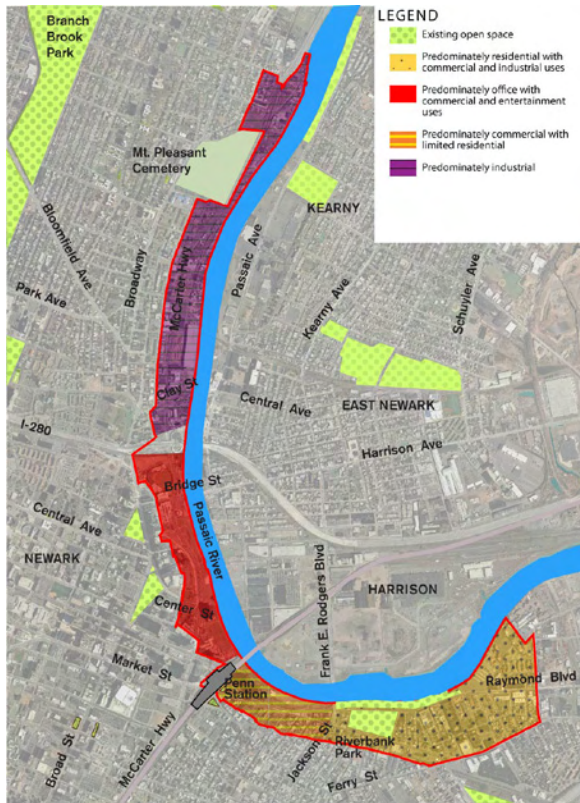 Branch
Brook
Park
LEGEND
Existing open space
Predominately residential with
commercial and industrial uses
Predominately office with
commercial and entertainment
uses
Predominately commercial with
limited residential
Predominately industrial
Mt. Pleasant
Cemetery
KEARNY
Bloomfield Ave
Broadway
McCarter Hwy
Passaic Ave
Kearny Ave
Schuyler Ave
Park Ave
Clay St
Central Ave
EAST NEWARK
I-280
Harrison Ave
Bridge St
Central Ave
Passaic River
NEWARK
Frank E. Rodgers Blvd
HARRISON
Center St
Market St
Penn
Station
Raymond Blvd
McCarter Hwy
Broad St
Jackson St
Riverbank
Park
Ferry St